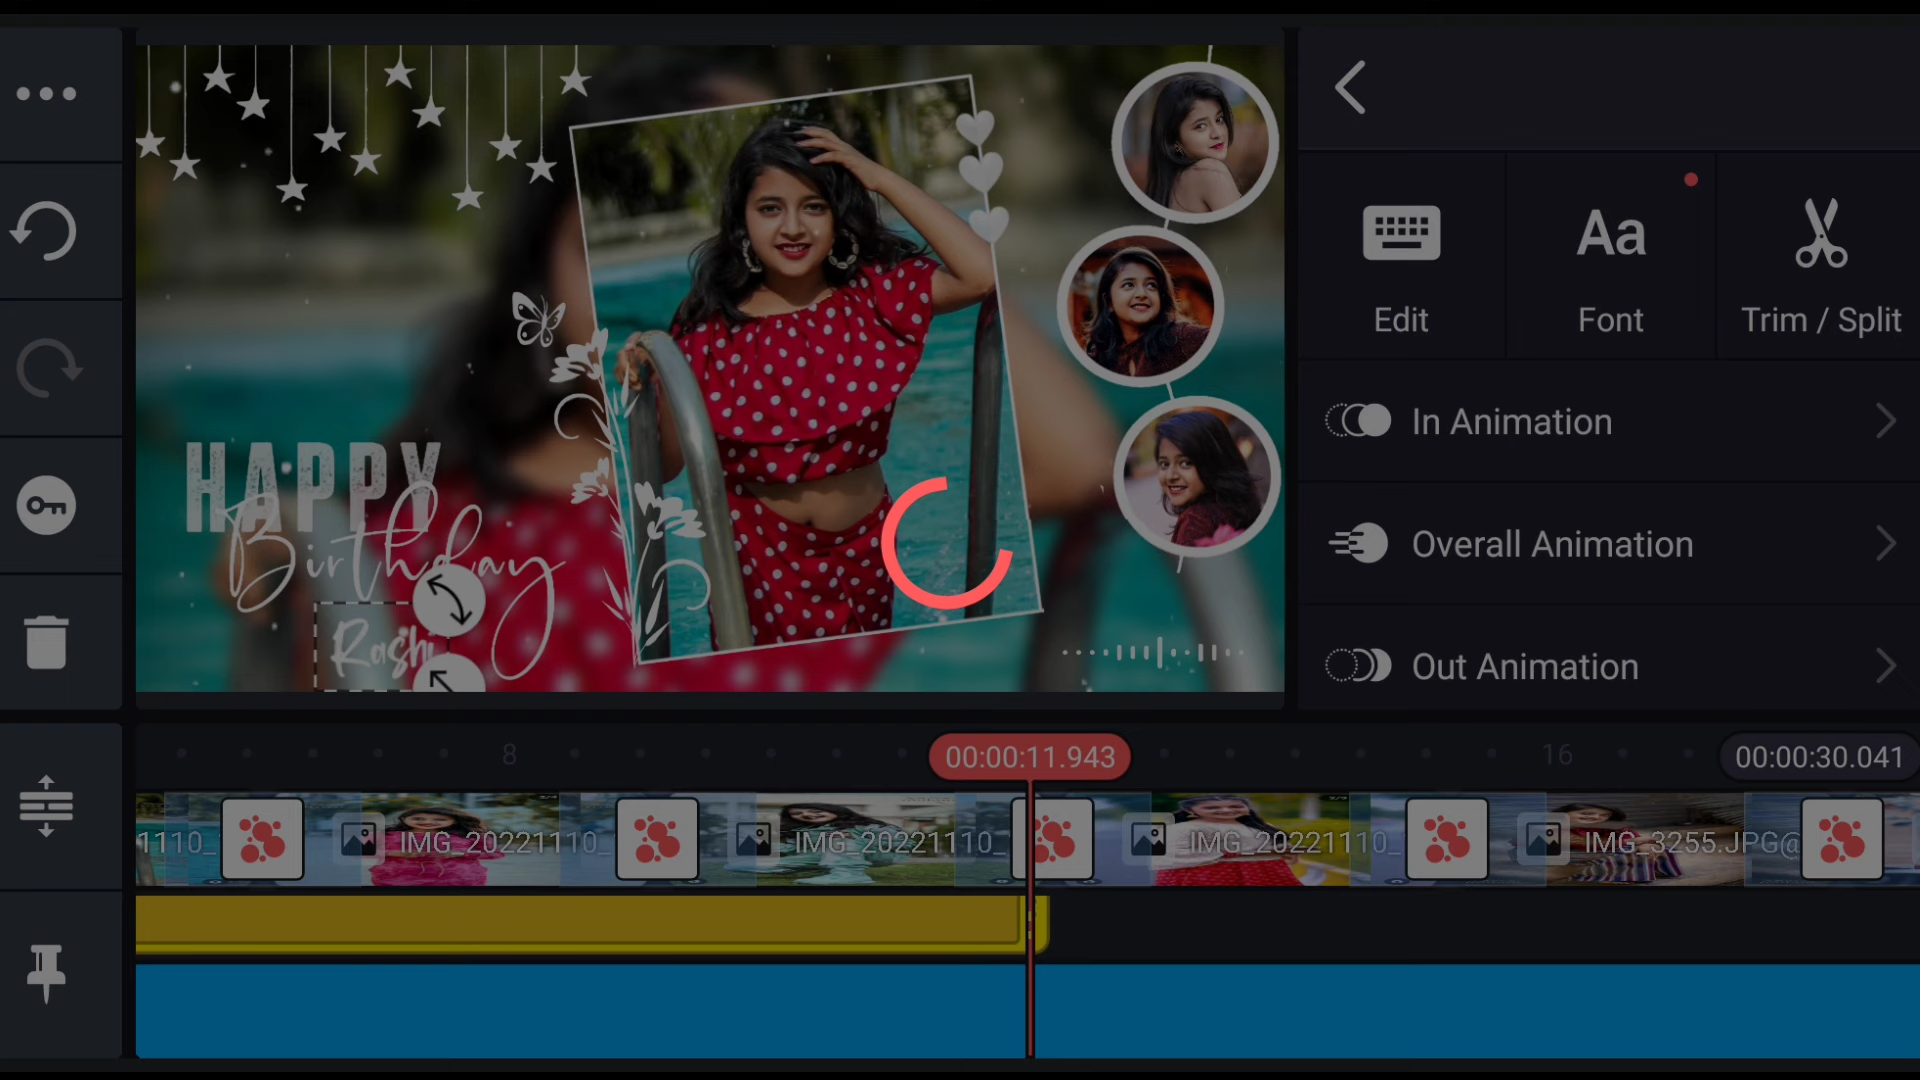 HAPPY
Birthday
Rashi
Edit
Font
Aa
Trim / Split
In Animation
Overall Animation
Out Animation
8
00:00:11.943
16
00:00:30.041
1110_
IMG_20221110_
IMG_20221110_
IMG_20221110_
IMG_3255.JPG@